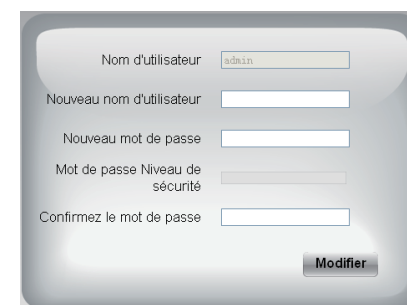 Nom d'utilisateur admin
Nouveau nom d'utilisateur
Nouveau mot de passe
Mot de passe Niveau de
sécurité
Confirmez le mot de passe
Modifier